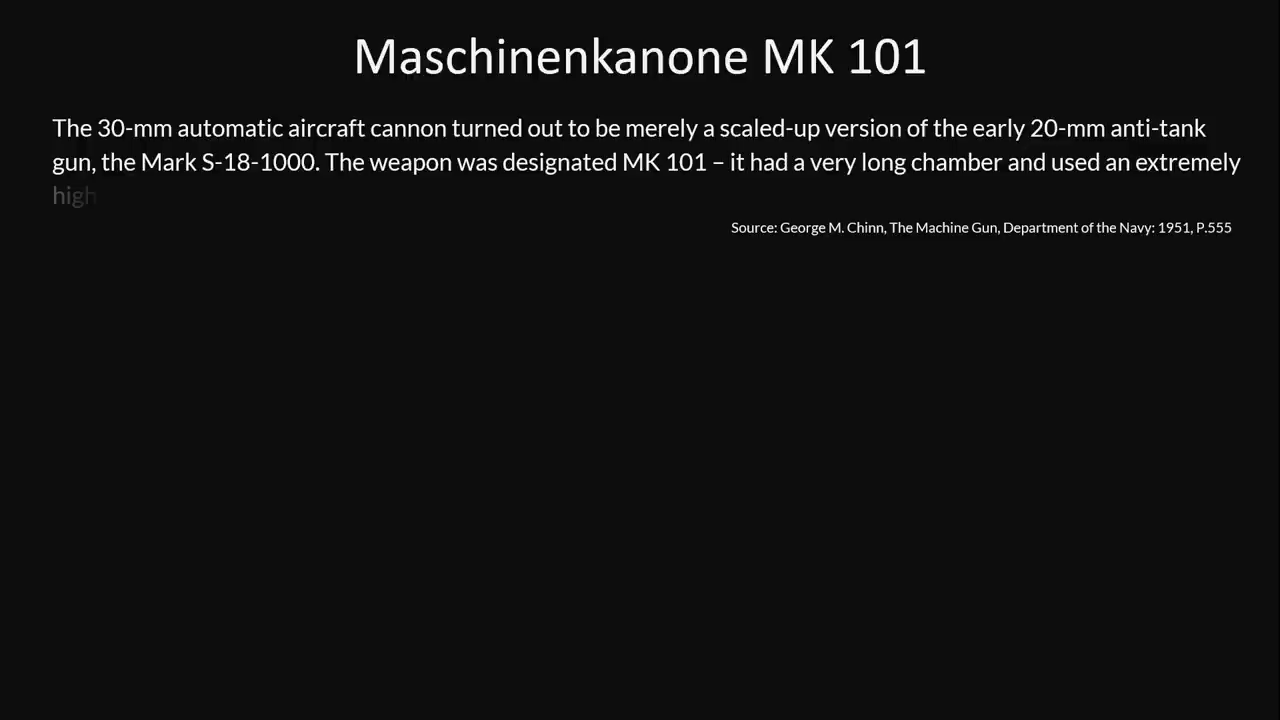 Maschinenkanone MK 101
The 30-mm automatic aircraft cannon turned out to be merely a scaled-up version of the early 20-mm anti-tank
gun, the Mark S-18-1000. The weapon was designated MK 101 – it had a very long chamber and used an extremely
high
Source: George M. Chinn, The Machine Gun, Department of the Navy: 1951, P.555